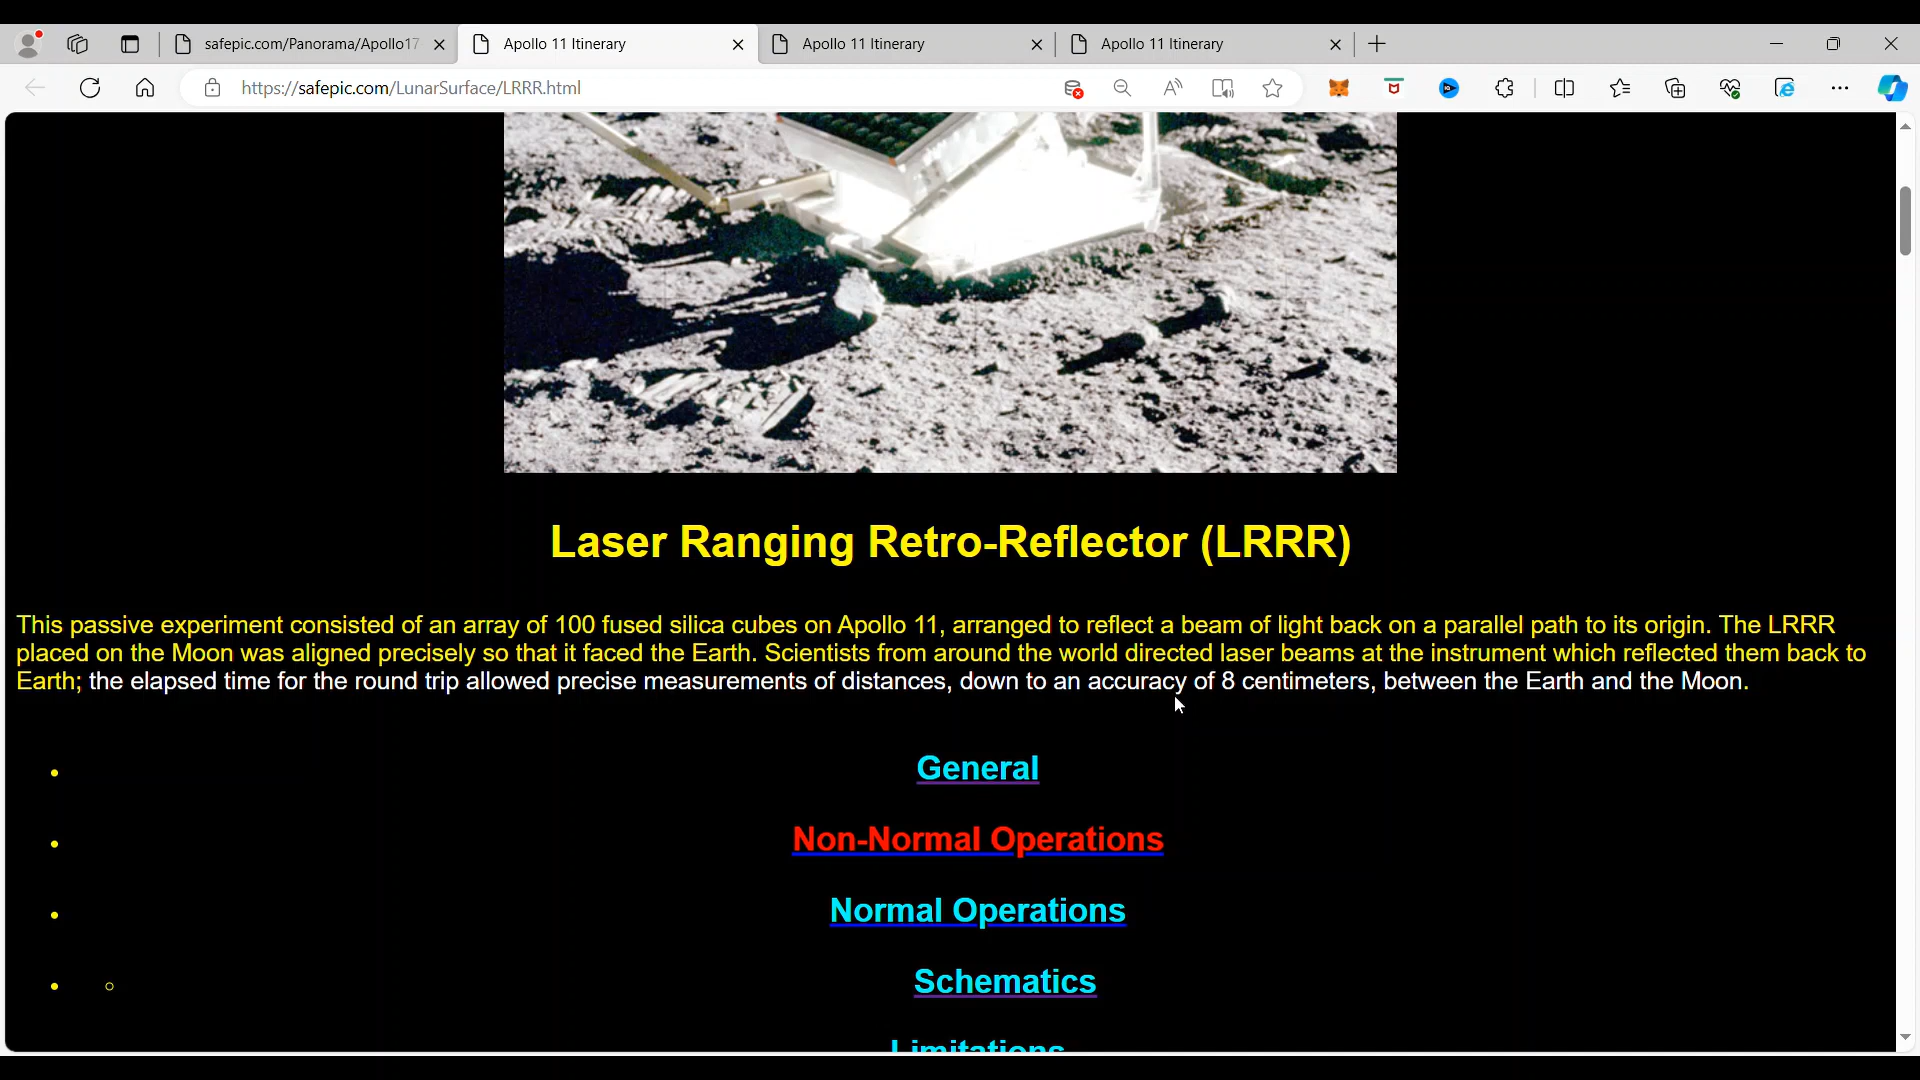 safepic.com/Panorama/Apollo17
Apollo 11 Itinerary
Apollo 11 Itinerary
Apollo 11 Itinerary
https://safepic.com/LunarSurface/LRRR.html
Laser Ranging Retro-Reflector (LRRR)
This passive experiment consisted of an array of 100 fused silica cubes on Apollo 11, arranged to reflect a beam of light back on a parallel path to its origin. The LRRR
placed on the Moon was aligned precisely so that it faced the Earth. Scientists from around the world directed laser beams at the instrument which reflected them back to
Earth; the elapsed time for the round trip allowed precise measurements of distances, down to an accuracy of 8 centimeters, between the Earth and the Moon.
General
Non-Normal Operations
Normal Operations
Schematics
Limitations